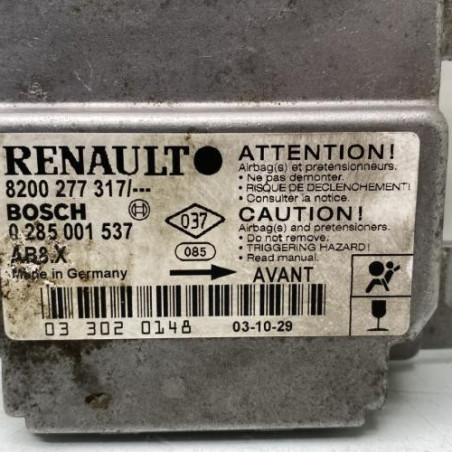 RENAULT
8200 277 317/---
BOSCH
0 285 001 537
AB8.X
Made in Germany
037
085
ATTENTION!
Airbag(s) et pretensionneurs.
• Ne pas demonter.
• RISQUE DE DECLENCHEMENT!
• Consulter la notice.
CAUTION!
Airbag(s) and pretensioners.
• Do not remove.
• TRIGGERING HAZARD!
• Read manual.
AVANT
03 302 0148
03-10-29